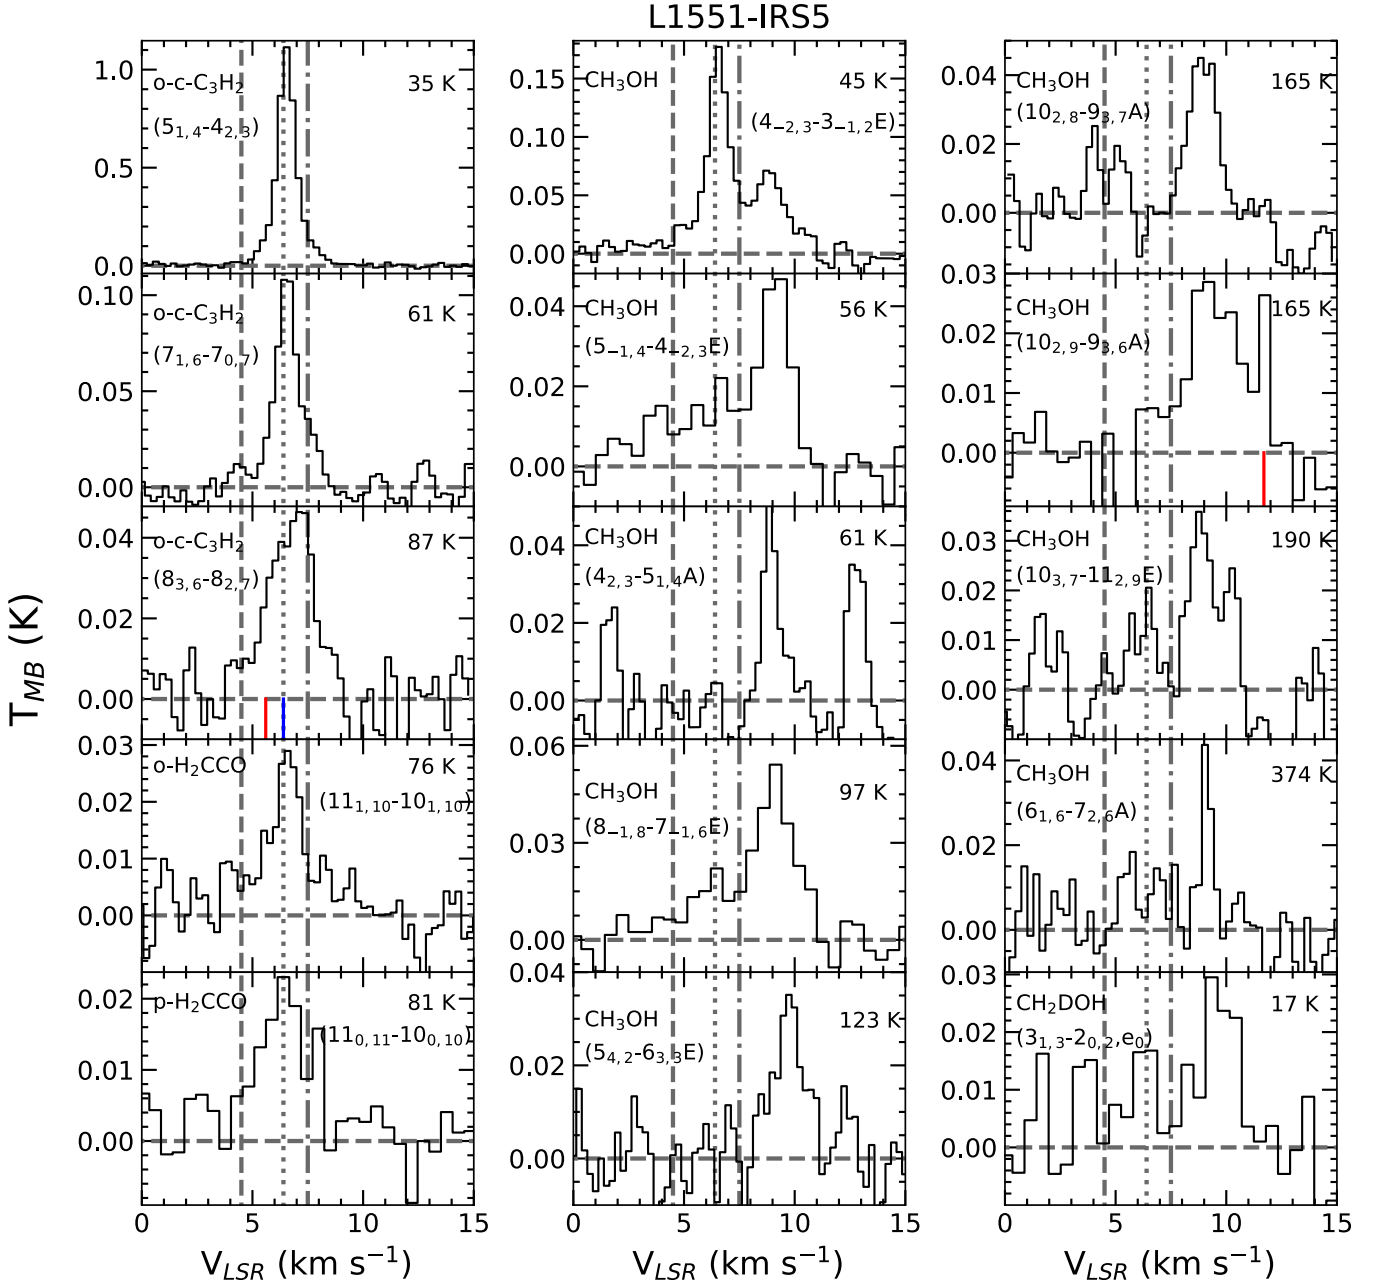 L1551-IRS5
T_MB (K)
o-c-C₃H₂ 35 K
(5₁,₄-4₂,₃)
1.0
0.5
0.0
o-c-C₃H₂ 61 K
(7₁,₆-7₀,₇)
0.10
0.05
0.00
o-c-C₃H₂ 87 K
(8₃,₆-8₂,₇)
0.04
0.02
0.00
o-H₂CCO 76 K
(11₁,₁₀-10₁,₁₀)
0.03
0.02
0.01
0.00
p-H₂CCO 81 K
(11₀,₁₁-10₀,₁₀)
0.02
0.01
0.00
0 5 10 15
V_LSR (km s⁻¹)
CH₃OH 45 K
(4₋₂,₃-3₋₁,₂E)
0.15
0.10
0.05
0.00
CH₃OH 56 K
(5₋₁,₄-4₋₂,₃E)
0.04
0.02
0.00
CH₃OH 61 K
(4₂,₃-5₁,₄A)
0.04
0.02
0.00
CH₃OH 97 K
(8₋₁,₈-7₋₁,₆E)
0.06
0.03
0.00
CH₃OH 123 K
(5₄,₂-6₃,₃E)
0.04
0.02
0.00
0 5 10 15
V_LSR (km s⁻¹)
CH₃OH 165 K
(10₂,₈-9₃,₇A)
0.04
0.02
0.00
CH₃OH 165 K
(10₂,₉-9₃,₆A)
0.03
0.02
0.01
0.00
CH₃OH 190 K
(10₃,₇-11₂,₉E)
0.03
0.02
0.01
0.00
CH₃OH 374 K
(6₁,₆-7₂,₆A)
0.04
0.02
0.00
CH₂DOH 17 K
(3₁,₃-2₀,₂,e₀)
0.03
0.02
0.01
0.00
0 5 10 15
V_LSR (km s⁻¹)